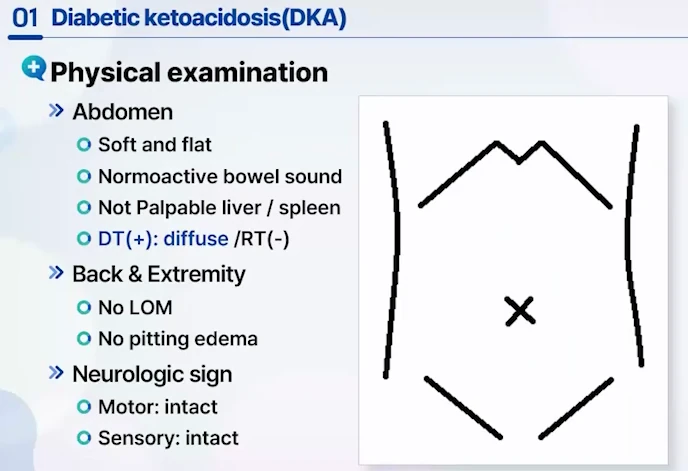 01 Diabetic ketoacidosis(DKA)
Physical examination
Abdomen
Soft and flat
Normoactive bowel sound
Not Palpable liver / spleen
DT(+): diffuse /RT(-)
Back & Extremity
No LOM
No pitting edema
Neurologic sign
Motor: intact
Sensory: intact